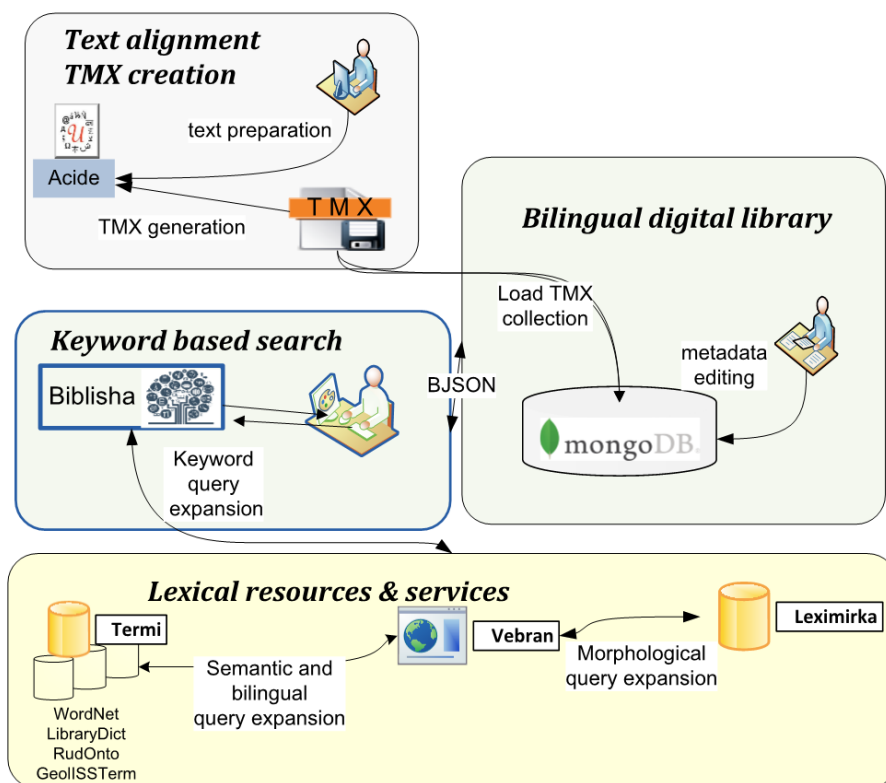 Text alignment
TMX creation
text preparation
Acide
TMX
TMX generation
Bilingual digital library
Load TMX
collection
metadata
editing
mongoDB.
Keyword based search
Biblisha
BJSON
Keyword
query
expansion
Lexical resources & services
Termi
Vebran
Leximirka
Semantic and
bilingual
query expansion
Morphological
query expansion
WordNet
LibraryDict
RudOnto
GeolISSTerm